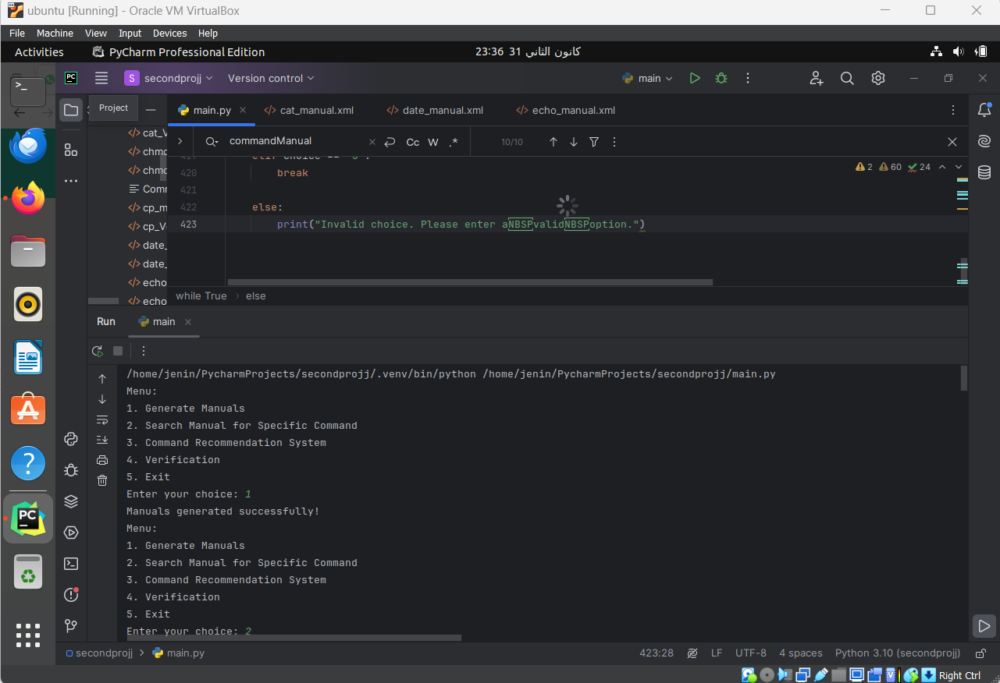 ubuntu [Running] - Oracle VM VirtualBox
File Machine View Input Devices Help
Activities PyCharm Professional Edition 23:36 31 كانون الثاني
PC S secondprojj Version control main
Project main.py cat_manual.xml date_manual.xml echo_manual.xml
commandManual Cc W .* 10/10
cat_V
chmo
chmo
Comm
cp_m
cp_V
date_
date_
echo
echo
420 break
421
422 else:
423 print("Invalid choice. Please enter aNBSPvalidNBSPoption.")
2 60 24
while True › else
Run main
/home/jenin/PycharmProjects/secondprojj/.venv/bin/python /home/jenin/PycharmProjects/secondprojj/main.py
Menu:
1. Generate Manuals
2. Search Manual for Specific Command
3. Command Recommendation System
4. Verification
5. Exit
Enter your choice: 1
Manuals generated successfully!
Menu:
1. Generate Manuals
2. Search Manual for Specific Command
3. Command Recommendation System
4. Verification
5. Exit
Enter your choice: 2
secondprojj › main.py 423:28 LF UTF-8 4 spaces Python 3.10 (secondprojj)
Right Ctrl